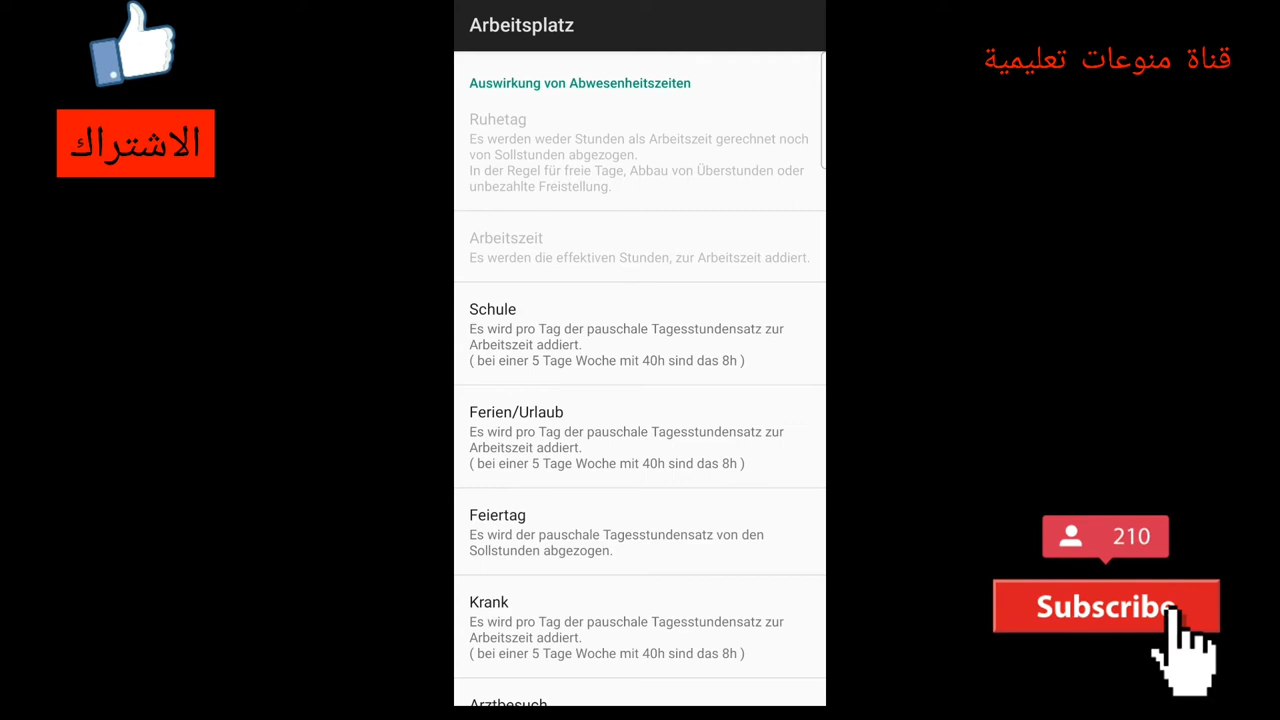 Arbeitsplatz
قناة منوعات تعليمية
الاشتراك
Auswirkung von Abwesenheitszeiten
Ruhetag
Es werden weder Stunden als Arbeitszeit gerechnet noch
von Sollstunden abgezogen.
In der Regel für freie Tage, Abbau von Überstunden oder
unbezahlte Freistellung.
Arbeitszeit
Es werden die effektiven Stunden, zur Arbeitszeit addiert.
Schule
Es wird pro Tag der pauschale Tagesstundensatz zur
Arbeitszeit addiert.
( bei einer 5 Tage Woche mit 40h sind das 8h )
Ferien/Urlaub
Es wird pro Tag der pauschale Tagesstundensatz zur
Arbeitszeit addiert.
( bei einer 5 Tage Woche mit 40h sind das 8h )
Feiertag
Es wird der pauschale Tagesstundensatz von den
Sollstunden abgezogen.
Krank
Es wird pro Tag der pauschale Tagesstundensatz zur
Arbeitszeit addiert.
( bei einer 5 Tage Woche mit 40h sind das 8h )
Arztbesuch
210
Subscribe